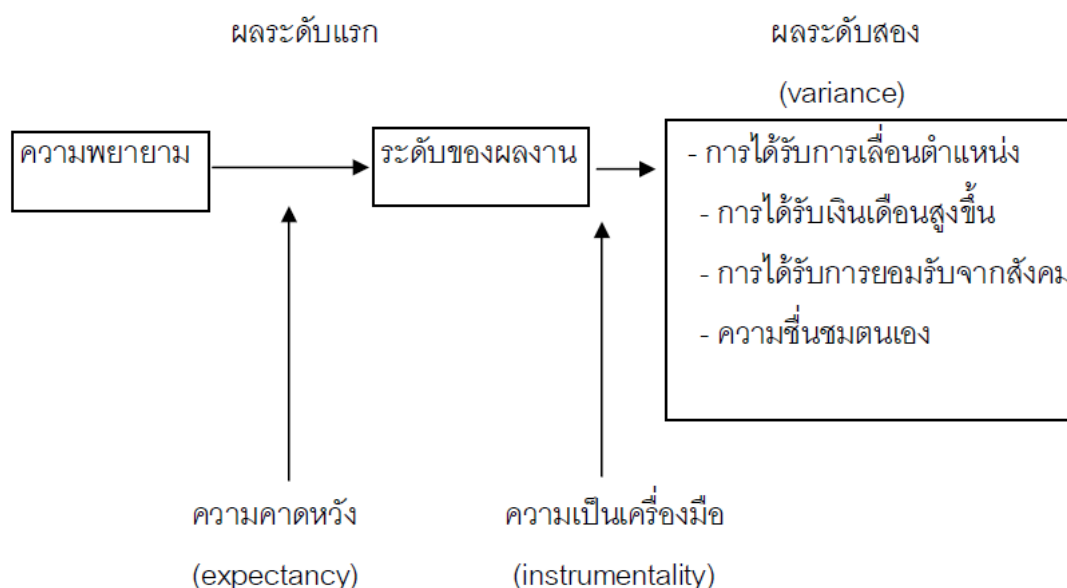 ผลระดับแรก
ผลระดับสอง
(variance)
ความพยายาม
ระดับของผลงาน
- การได้รับการเลื่อนตำแหน่ง
- การได้รับเงินเดือนสูงขึ้น
- การได้รับการยอมรับจากสังคม
- ความชื่นชมตนเอง
ความคาดหวัง
(expectancy)
ความเป็นเครื่องมือ
(instrumentality)